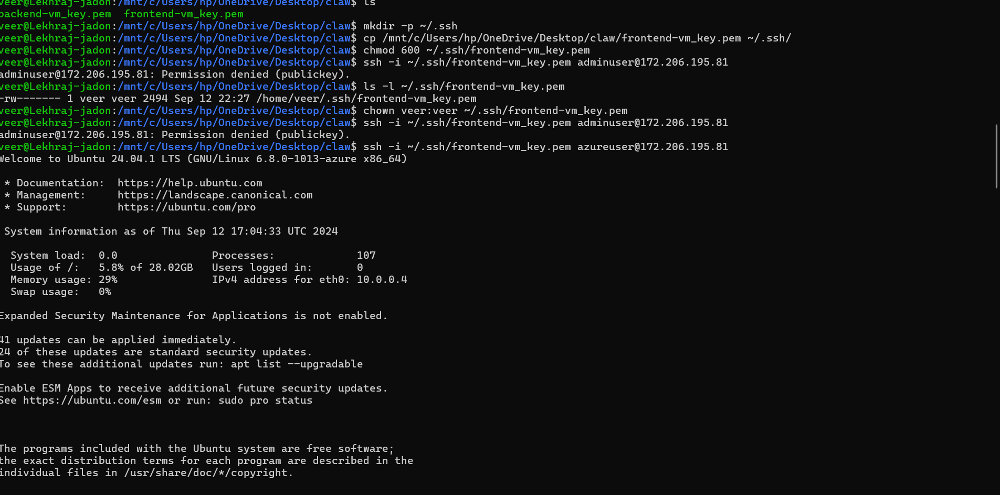 veer@Lekhraj-jadon:/mnt/c/Users/hp/OneDrive/Desktop/claw$ ls
backend-vm_key.pem  frontend-vm_key.pem
veer@Lekhraj-jadon:/mnt/c/Users/hp/OneDrive/Desktop/claw$ mkdir -p ~/.ssh
veer@Lekhraj-jadon:/mnt/c/Users/hp/OneDrive/Desktop/claw$ cp /mnt/c/Users/hp/OneDrive/Desktop/claw/frontend-vm_key.pem ~/.ssh/
veer@Lekhraj-jadon:/mnt/c/Users/hp/OneDrive/Desktop/claw$ chmod 600 ~/.ssh/frontend-vm_key.pem
veer@Lekhraj-jadon:/mnt/c/Users/hp/OneDrive/Desktop/claw$ ssh -i ~/.ssh/frontend-vm_key.pem adminuser@172.206.195.81
adminuser@172.206.195.81: Permission denied (publickey).
veer@Lekhraj-jadon:/mnt/c/Users/hp/OneDrive/Desktop/claw$ ls -l ~/.ssh/frontend-vm_key.pem
-rw------- 1 veer veer 2494 Sep 12 22:27 /home/veer/.ssh/frontend-vm_key.pem
veer@Lekhraj-jadon:/mnt/c/Users/hp/OneDrive/Desktop/claw$ chown veer:veer ~/.ssh/frontend-vm_key.pem
veer@Lekhraj-jadon:/mnt/c/Users/hp/OneDrive/Desktop/claw$ ssh -i ~/.ssh/frontend-vm_key.pem adminuser@172.206.195.81
adminuser@172.206.195.81: Permission denied (publickey).
veer@Lekhraj-jadon:/mnt/c/Users/hp/OneDrive/Desktop/claw$ ssh -i ~/.ssh/frontend-vm_key.pem azureuser@172.206.195.81
Welcome to Ubuntu 24.04.1 LTS (GNU/Linux 6.8.0-1013-azure x86_64)
* Documentation:  https://help.ubuntu.com
* Management:     https://landscape.canonical.com
* Support:        https://ubuntu.com/pro
System information as of Thu Sep 12 17:04:33 UTC 2024
System load:  0.0               Processes:             107
Usage of /:   5.8% of 28.02GB   Users logged in:       0
Memory usage: 29%               IPv4 address for eth0: 10.0.0.4
Swap usage:   0%
Expanded Security Maintenance for Applications is not enabled.
41 updates can be applied immediately.
24 of these updates are standard security updates.
To see these additional updates run: apt list --upgradable
Enable ESM Apps to receive additional future security updates.
See https://ubuntu.com/esm or run: sudo pro status
The programs included with the Ubuntu system are free software;
the exact distribution terms for each program are described in the
individual files in /usr/share/doc/*/copyright.